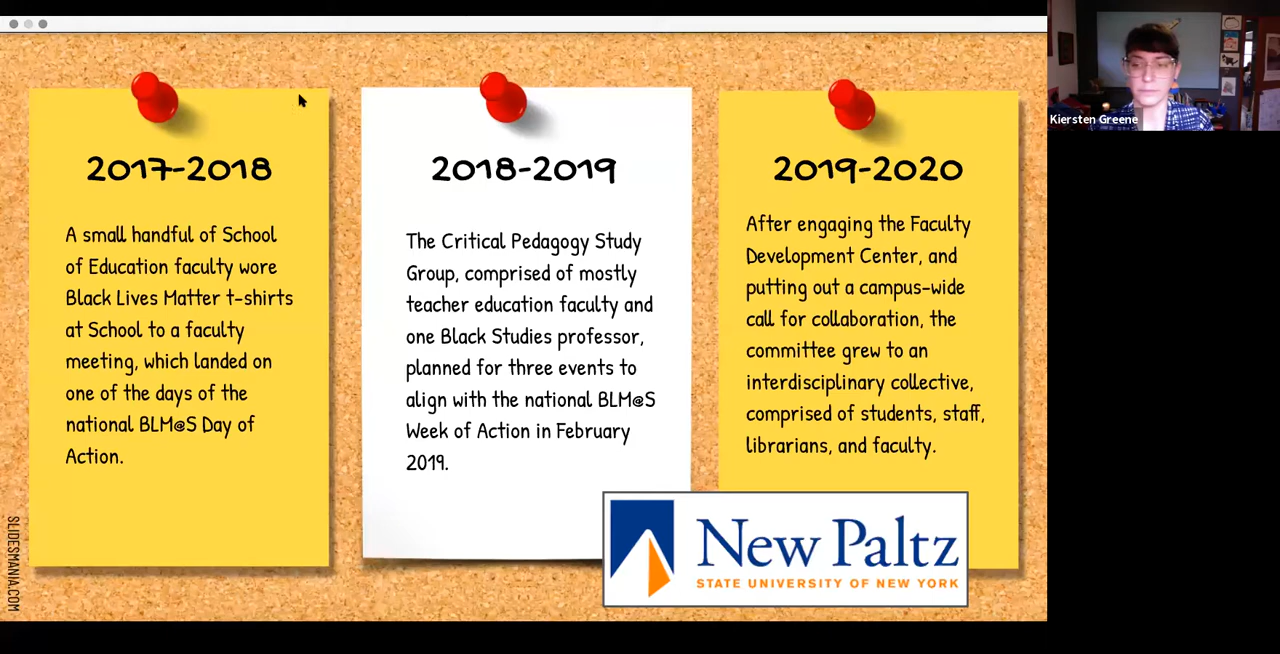 2017-2018
A small handful of School
of Education faculty wore
Black Lives Matter t-shirts
at School to a faculty
meeting, which landed on
one of the days of the
national BLM@S Day of
Action.
2018-2019
The Critical Pedagogy Study
Group, comprised of mostly
teacher education faculty and
one Black Studies professor,
planned for three events to
align with the national BLM@S
Week of Action in February
2019.
2019-2020
After engaging the Faculty
Development Center, and
putting out a campus-wide
call for collaboration, the
committee grew to an
interdisciplinary collective,
comprised of students, staff,
librarians, and faculty.
New Paltz
STATE UNIVERSITY OF NEW YORK
SLIDESMANIA.COM
Kiersten Greene